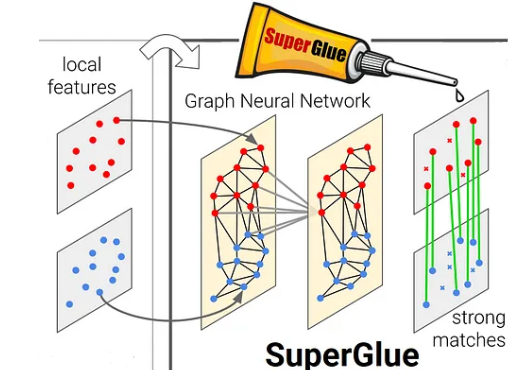 SuperGlue
local
features
Graph Neural Network
strong
matches
SuperGlue